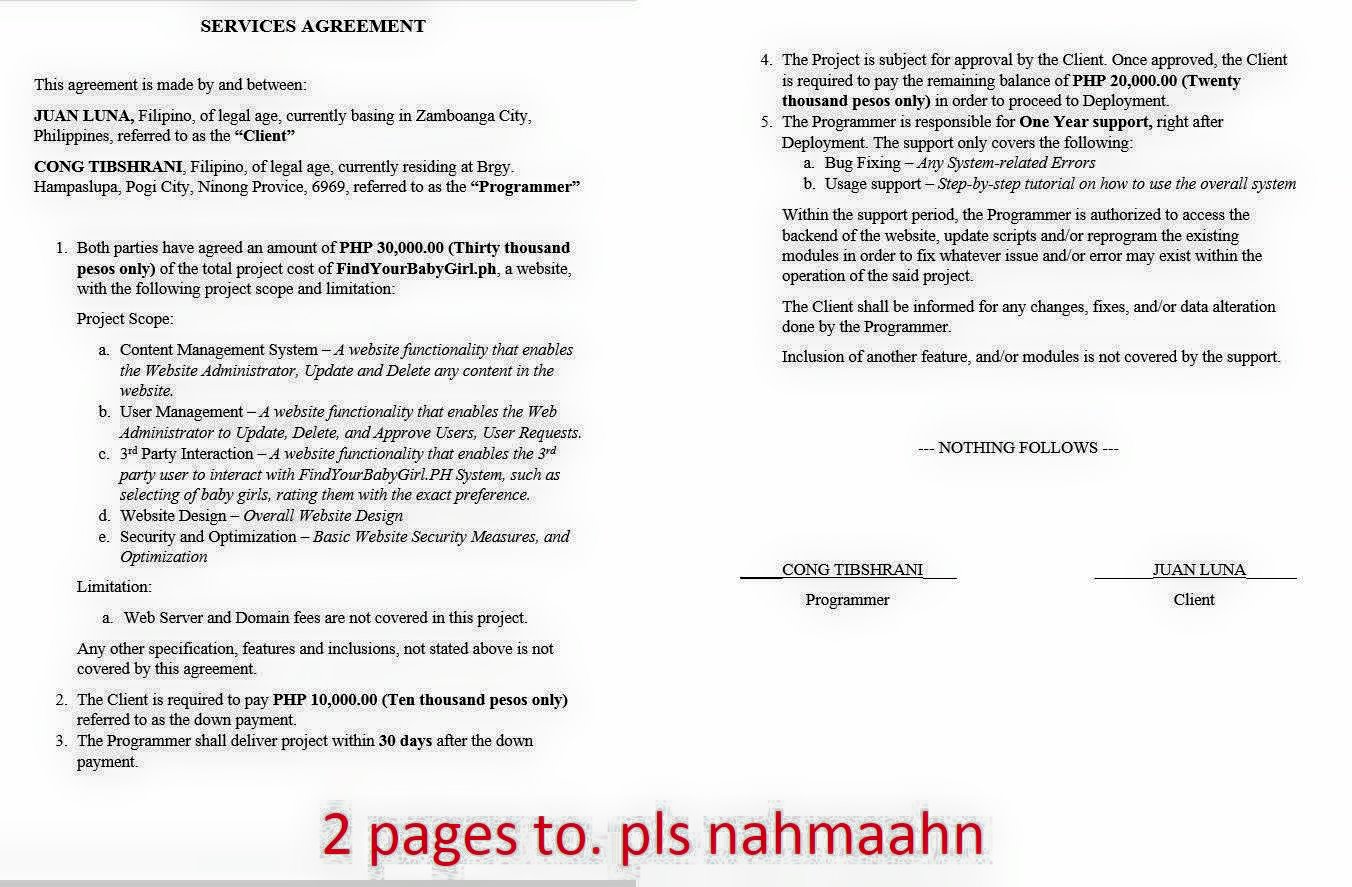 SERVICES AGREEMENT
This agreement is made by and between:
JUAN LUNA, Filipino, of legal age, currently basing in Zamboanga City,
Philippines, referred to as the “Client”
CONG TIBSHRANI, Filipino, of legal age, currently residing at Brgy.
Hampaslupa, Pogi City, Ninong Provice, 6969, referred to as the “Programmer”
1. Both parties have agreed an amount of PHP 30,000.00 (Thirty thousand
pesos only) of the total project cost of FindYourBabyGirl.ph, a website,
with the following project scope and limitation:
Project Scope:
a. Content Management System – A website functionality that enables
the Website Administrator, Update and Delete any content in the
website.
b. User Management – A website functionality that enables the Web
Administrator to Update, Delete, and Approve Users, User Requests.
c. 3rd Party Interaction – A website functionality that enables the 3rd
party user to interact with FindYourBabyGirl.PH System, such as
selecting of baby girls, rating them with the exact preference.
d. Website Design – Overall Website Design
e. Security and Optimization – Basic Website Security Measures, and
Optimization
Limitation:
a. Web Server and Domain fees are not covered in this project.
Any other specification, features and inclusions, not stated above is not
covered by this agreement.
2. The Client is required to pay PHP 10,000.00 (Ten thousand pesos only)
referred to as the down payment.
3. The Programmer shall deliver project within 30 days after the down
payment.
4. The Project is subject for approval by the Client. Once approved, the Client
is required to pay the remaining balance of PHP 20,000.00 (Twenty
thousand pesos only) in order to proceed to Deployment.
5. The Programmer is responsible for One Year support, right after
Deployment. The support only covers the following:
a. Bug Fixing – Any System-related Errors
b. Usage support – Step-by-step tutorial on how to use the overall system
Within the support period, the Programmer is authorized to access the
backend of the website, update scripts and/or reprogram the existing
modules in order to fix whatever issue and/or error may exist within the
operation of the said project.
The Client shall be informed for any changes, fixes, and/or data alteration
done by the Programmer.
Inclusion of another feature, and/or modules is not covered by the support.
--- NOTHING FOLLOWS ---
CONG TIBSHRANI JUAN LUNA
Programmer Client
2 pages to. pls nahmaahn